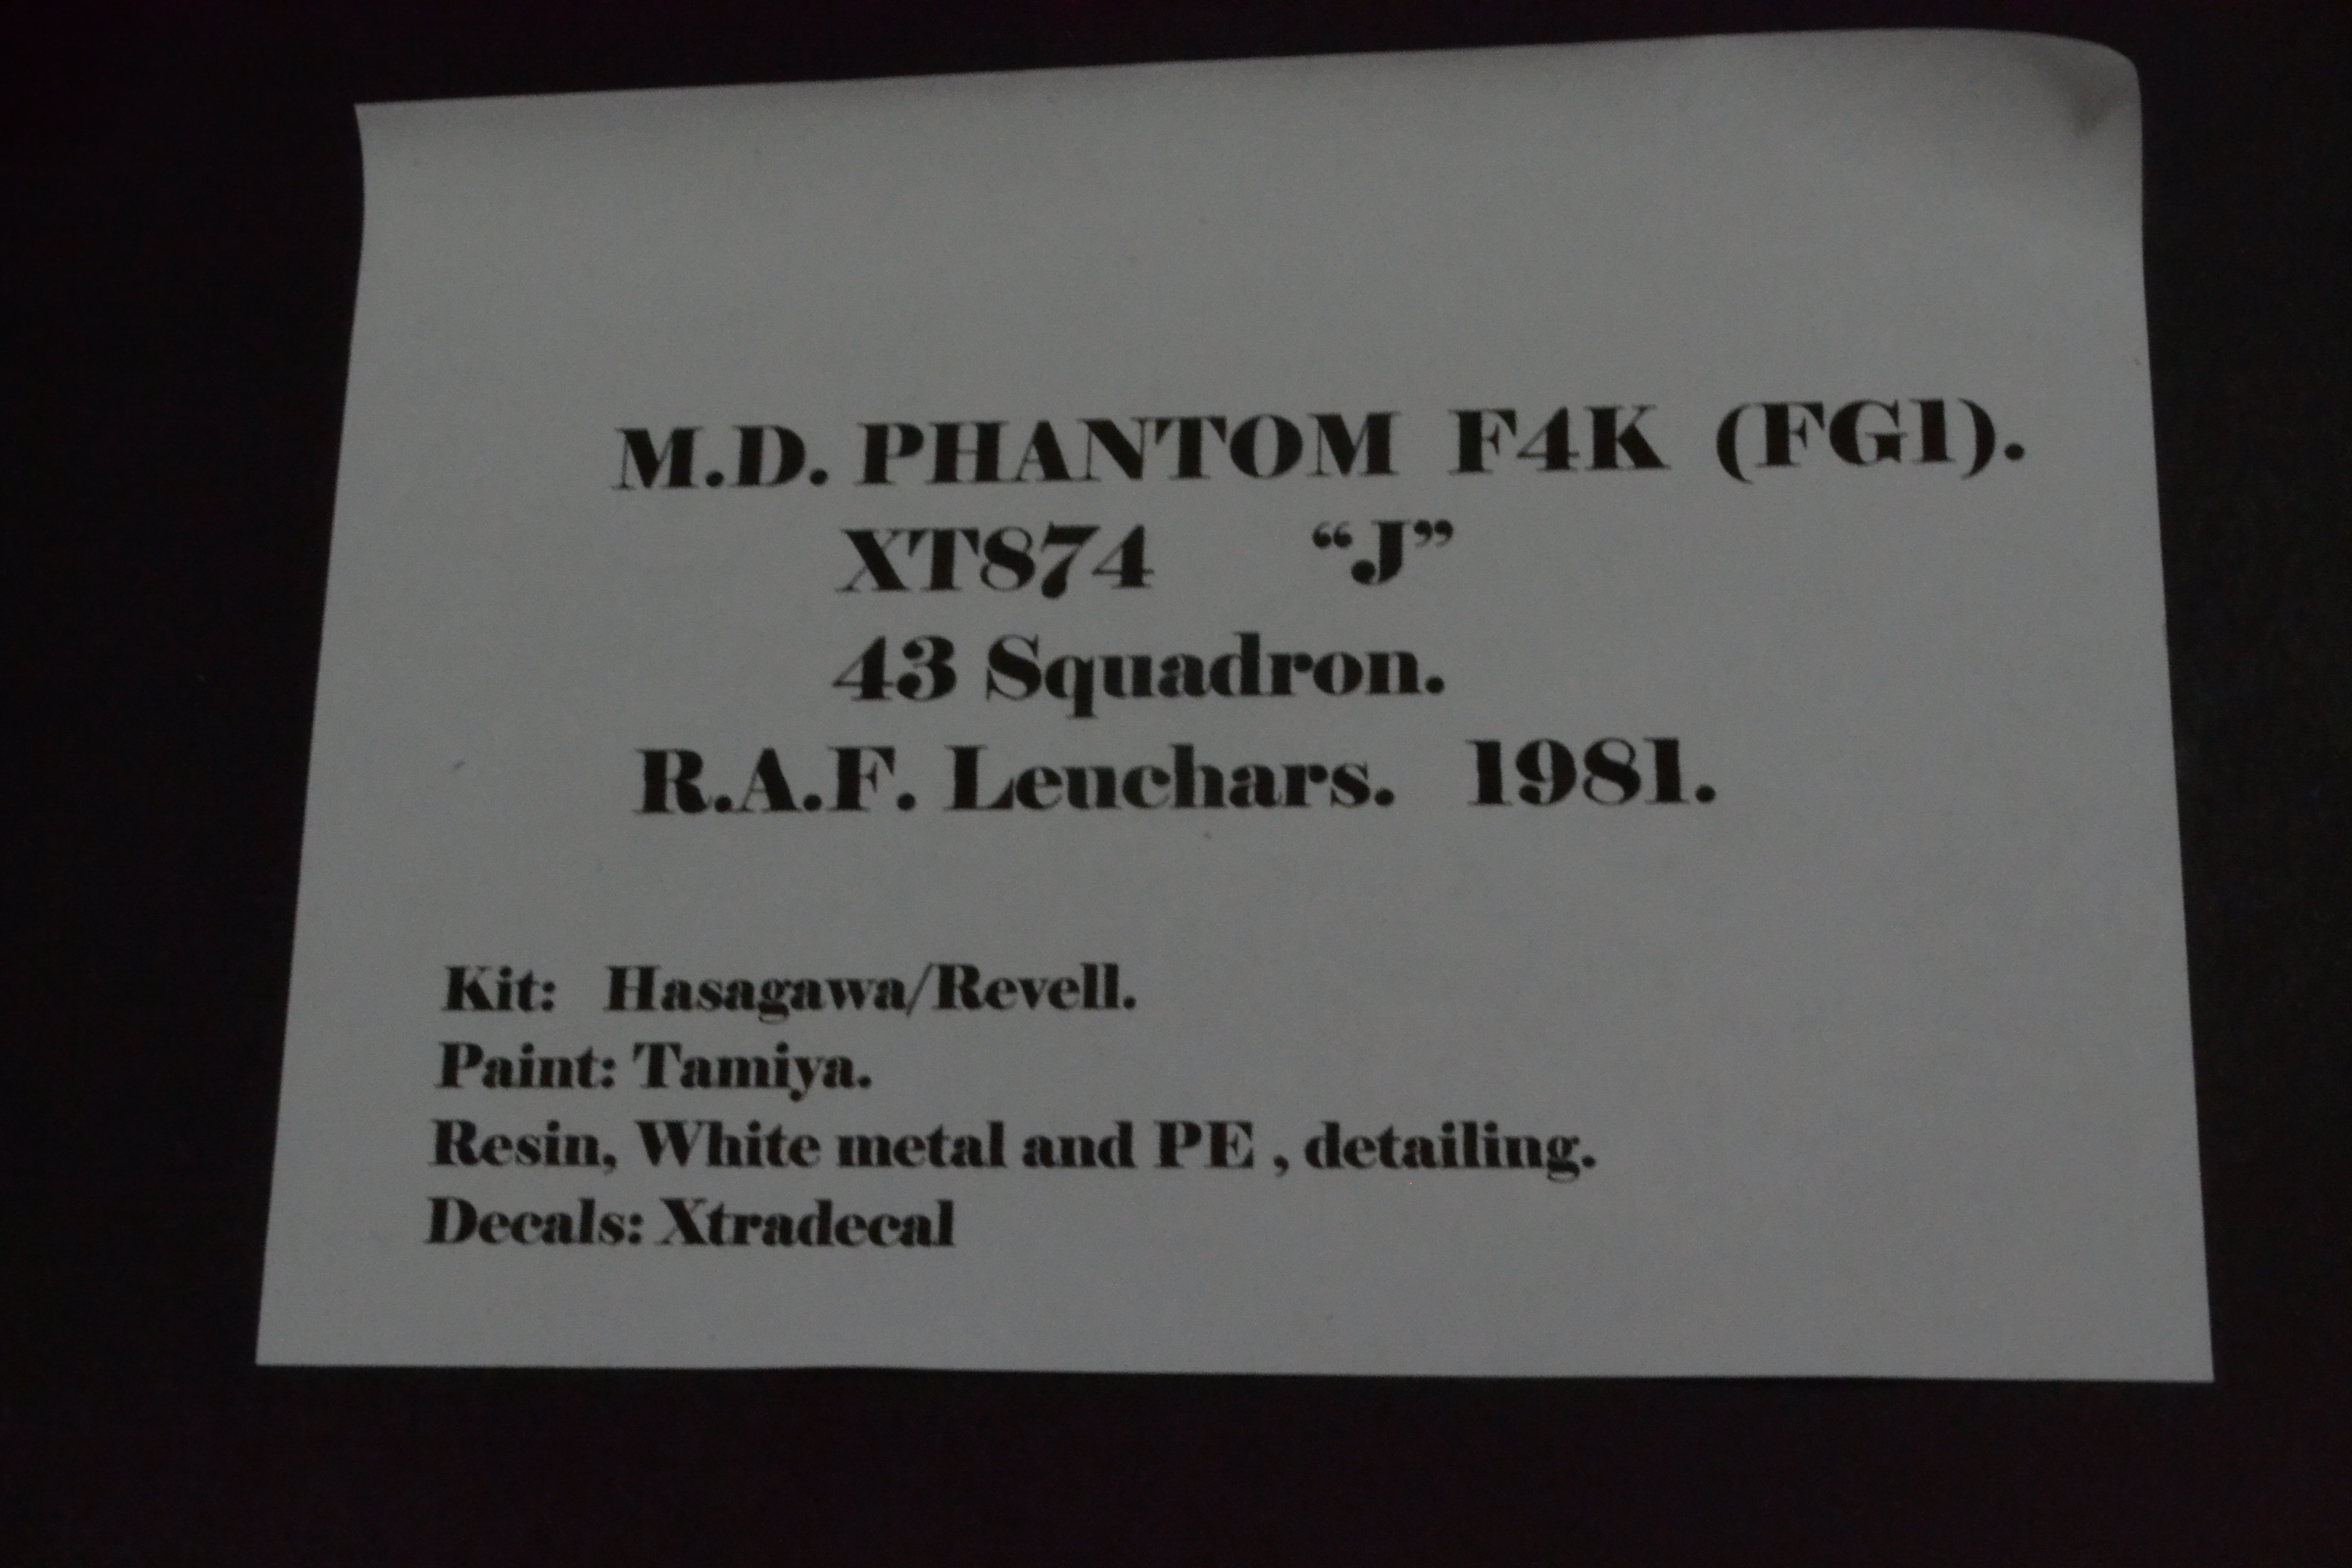 M.D. PHANTOM F4K (FG1).
XT874 “J”
43 Squadron.
R.A.F. Leuchars. 1981.
Kit: Hasagawa/Revell.
Paint: Tamiya.
Resin, White metal and PE , detailing.
Decals: Xtradecal